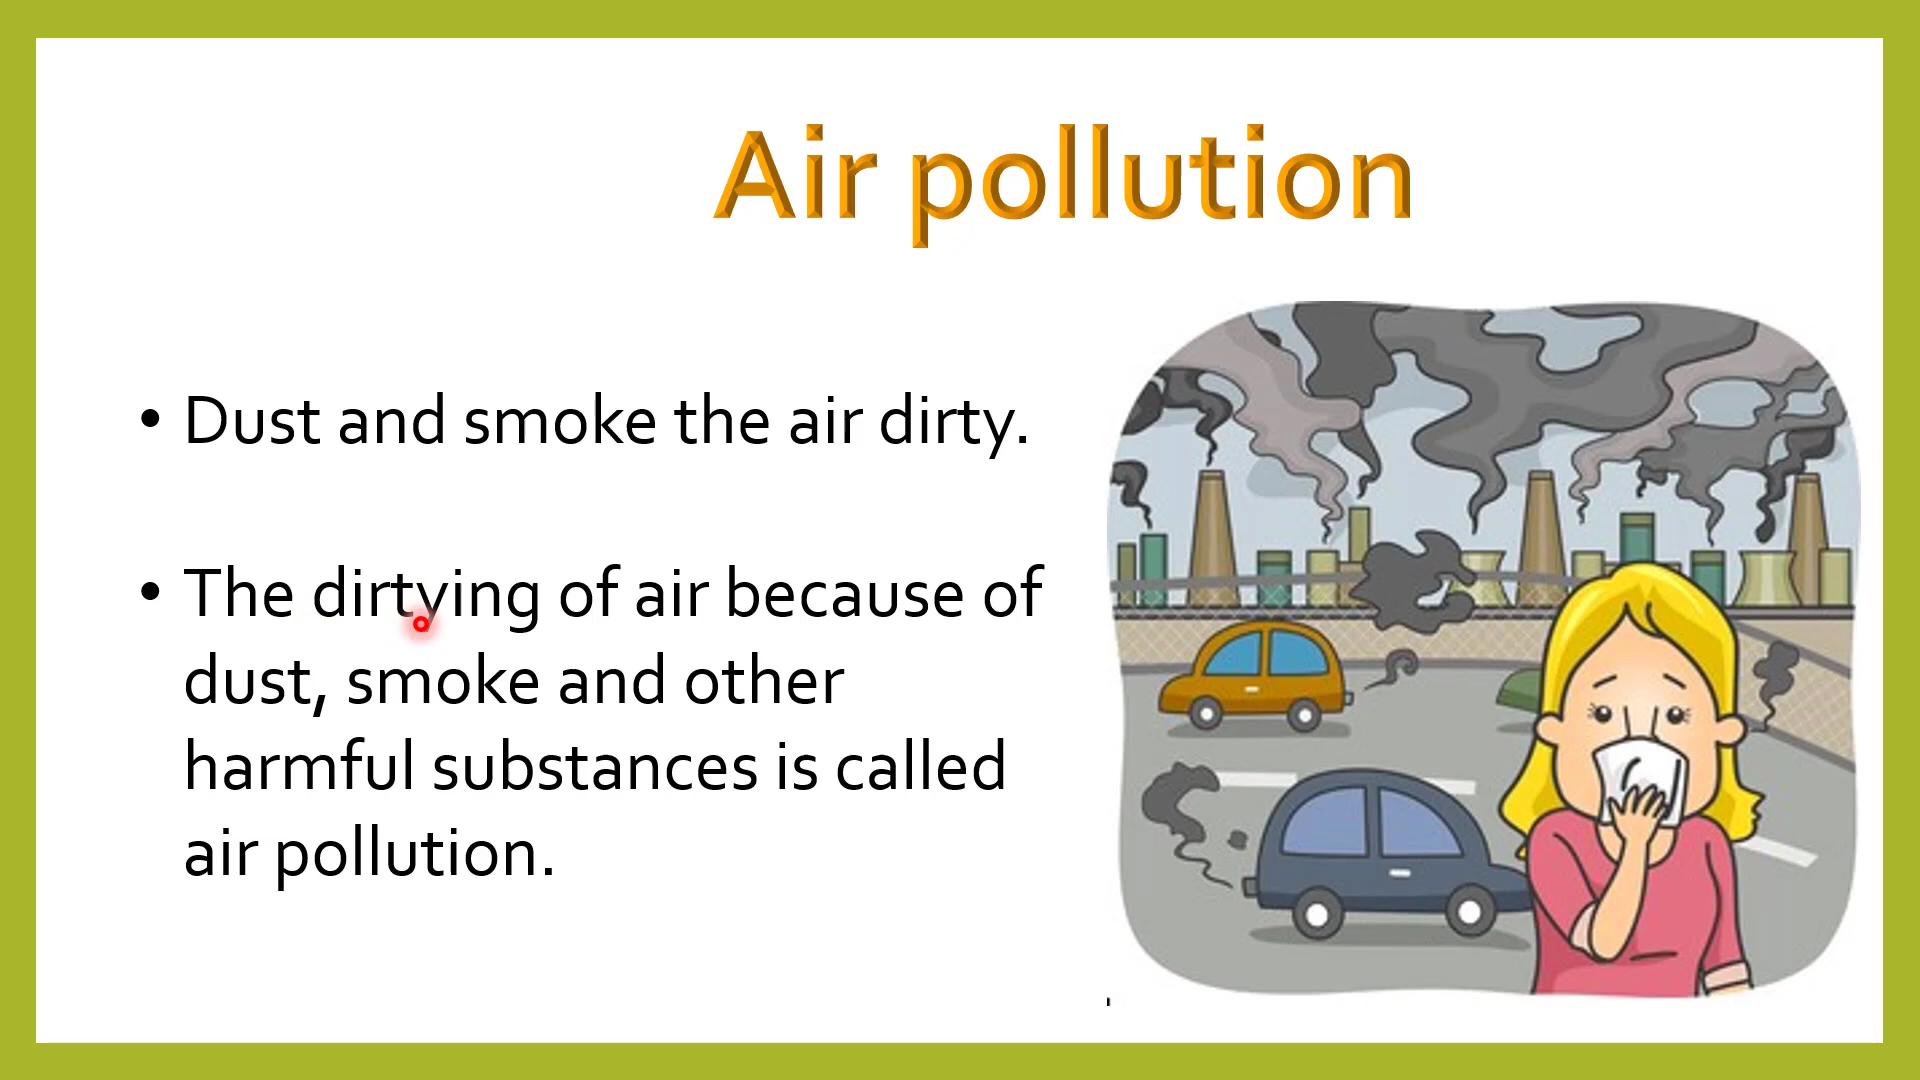 Air pollution
• Dust and smoke the air dirty.
• The dirtying of air because of
dust, smoke and other
harmful substances is called
air pollution.